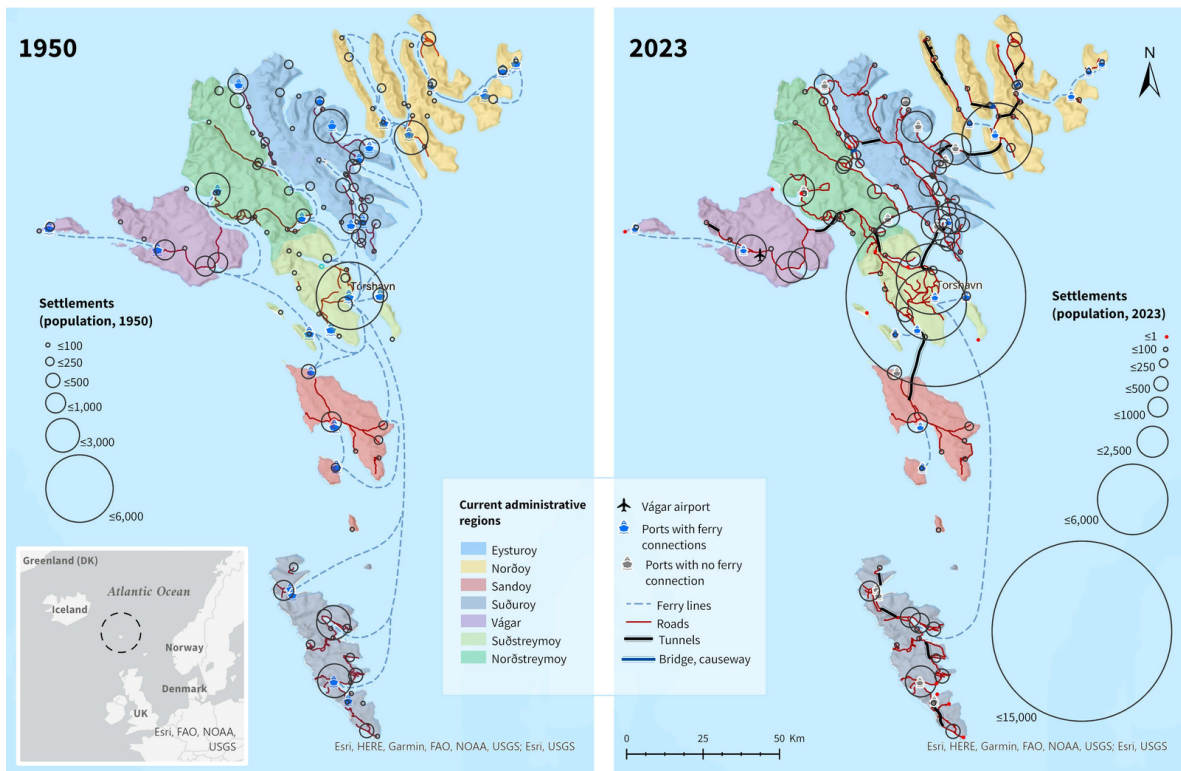 1950
Tórshavn
Settlements
(population, 1950)
≤100
≤250
≤500
≤1,000
≤3,000
≤6,000
Greenland (DK)
Atlantic Ocean
Iceland
Norway
Denmark
UK
Esri, FAO, NOAA,
USGS
Esri, HERE, Garmin, FAO, NOAA, USGS; Esri, USGS
Current administrative
regions
Eysturoy
Norðoy
Sandoy
Suðuroy
Vágar
Suðstreymoy
Norðstreymoy
Vágar airport
Ports with ferry
connections
Ports with no ferry
connection
Ferry lines
Roads
Tunnels
Bridge, causeway
2023
N
Tórshavn
Settlements
(population, 2023)
≤1
≤100
≤250
≤500
≤1000
≤2,500
≤6,000
≤15,000
0 25 50 Km
Esri, HERE, Garmin, FAO, NOAA, USGS; Esri, USGS